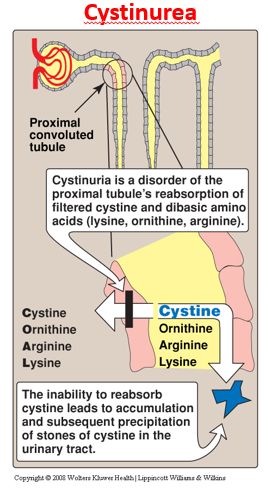 Cystinurea
Proximal
convoluted
tubule
Cystinuria is a disorder of the
proximal tubule's reabsorption of
filtered cystine and dibasic amino
acids (lysine, ornithine, arginine).
Cystine
Ornithine
Arginine
Lysine
Cystine
Ornithine
Arginine
Lysine
The inability to reabsorb
cystine leads to accumulation
and subsequent precipitation
of stones of cystine in the
urinary tract.
Copyright © 2008 Wolters Kluwer Health | Lippincott Williams & Wilkins